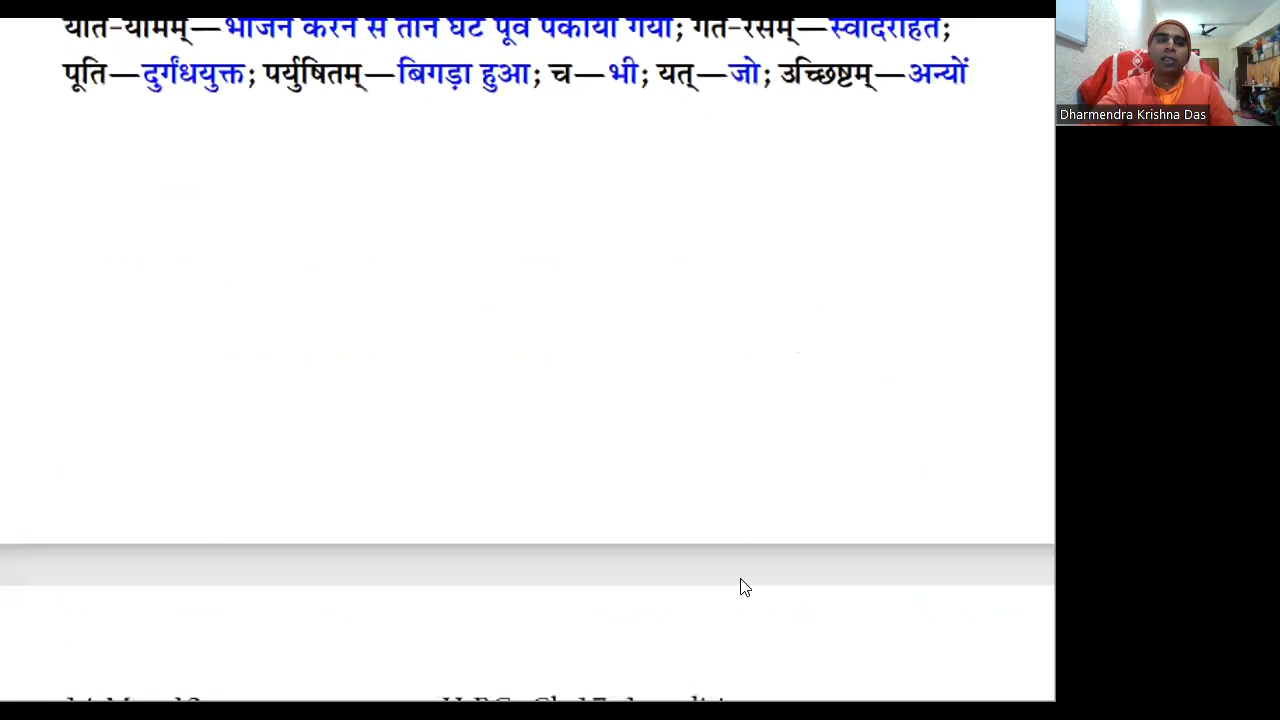 यात-यामम्—भोजन करने से तीन घंटे पूर्व पकाया गया; गत-रसम्—स्वादरहित;
पूति—दुर्गंधयुक्त; पर्युषितम्—बिगड़ा हुआ; च—भी; यत्—जो; उच्छिष्टम्—अन्यों
Dharmendra Krishna Das